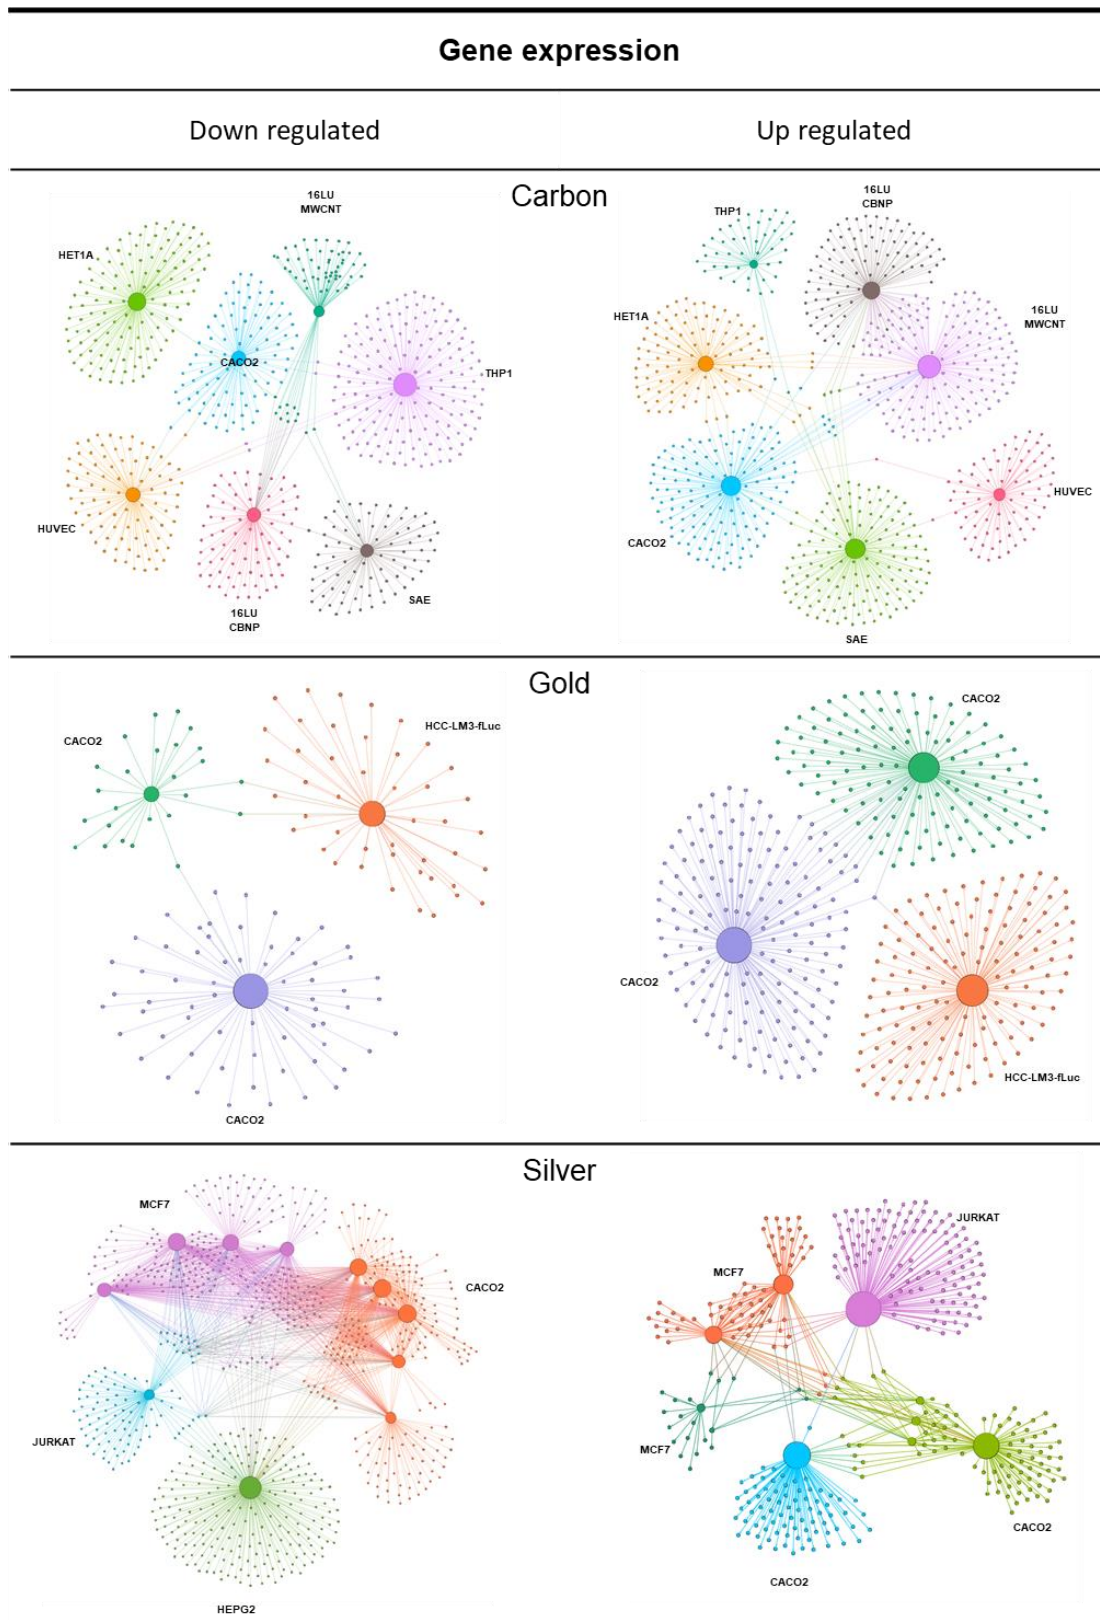 Gene expression
Down regulated
Up regulated
Carbon
16LU
MWCNT
HET1A
CACO2
THP1
HUVEC
16LU
CBNP
SAE
THP1
16LU
CBNP
HET1A
16LU
MWCNT
HUVEC
CACO2
SAE
Gold
CACO2
HCC-LM3-fLuc
CACO2
CACO2
CACO2
HCC-LM3-fLuc
Silver
MCF7
CACO2
JURKAT
HEPG2
JURKAT
MCF7
MCF7
CACO2
CACO2